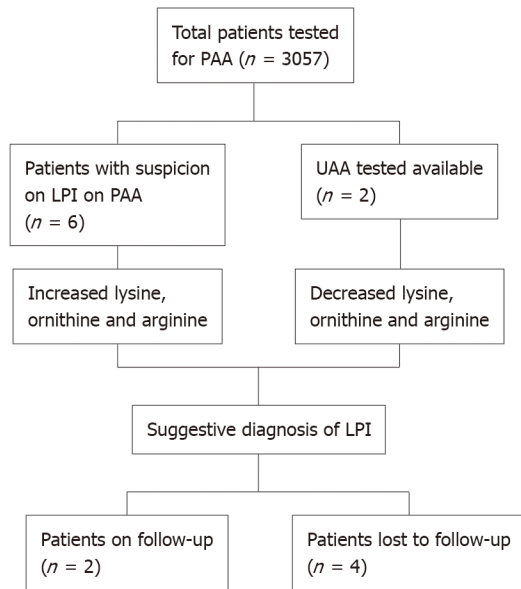 Total patients tested
for PAA (n = 3057)
Patients with suspicion
on LPI on PAA
(n = 6)
UAA tested available
(n = 2)
Increased lysine,
ornithine and arginine
Decreased lysine,
ornithine and arginine
Suggestive diagnosis of LPI
Patients on follow-up
(n = 2)
Patients lost to follow-up
(n = 4)